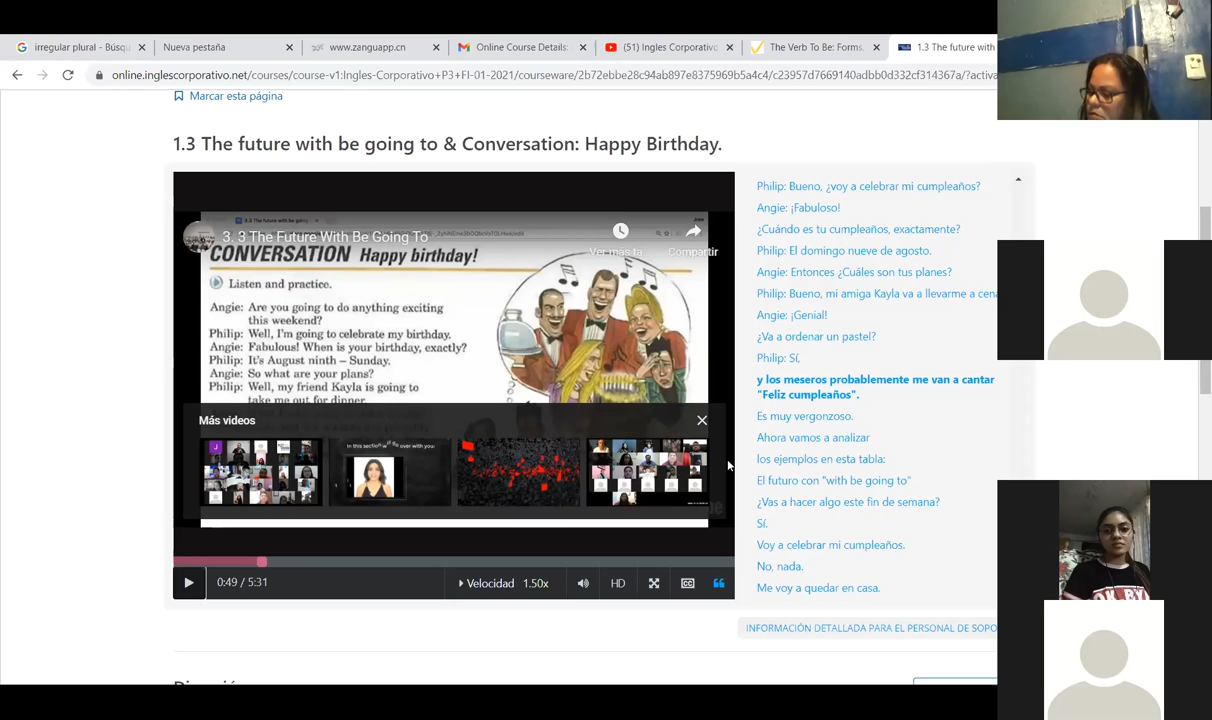 irregular plural - Búsqu
Nueva pestaña
www.zanguapp.cn
Online Course Details:
(51) Ingles Corporativo
The Verb To Be: Forms,
1.3 The future with
online.inglescorporativo.net/courses/course-v1:Ingles-Corporativo+P3+FI-01-2021/courseware/2b72ebbe28c94ab897e8375969b5a4c4/c23957d7669140adbb0d332cf314367a/?activa
Marcar esta página
1.3 The future with be going to & Conversation: Happy Birthday.
3. 3 The Future With Be Going To
Ver más ta
Compartir
CONVERSATION Happy birthday!
Listen and practice.
Angie: Are you going to do anything exciting
this weekend?
Philip: Well, I'm going to celebrate my birthday.
Angie: Fabulous! When is your birthday, exactly?
Philip: It's August ninth – Sunday.
Angie: So what are your plans?
Philip: Well, my friend Kayla is going to
take me out for dinner.
Más videos
In this section we'll go over with you:
0:49 / 5:31
Velocidad 1.50x
HD
CC
Philip: Bueno, ¿voy a celebrar mi cumpleaños?
Angie: ¡Fabuloso!
¿Cuándo es tu cumpleaños, exactamente?
Philip: El domingo nueve de agosto.
Angie: Entonces ¿Cuáles son tus planes?
Philip: Bueno, mi amiga Kayla va a llevarme a cena
Angie: ¡Genial!
¿Va a ordenar un pastel?
Philip: Sí,
y los meseros probablemente me van a cantar
"Feliz cumpleaños".
Es muy vergonzoso.
Ahora vamos a analizar
los ejemplos en esta tabla:
El futuro con "with be going to"
¿Vas a hacer algo este fin de semana?
Sí.
Voy a celebrar mi cumpleaños.
No, nada.
Me voy a quedar en casa.
INFORMACIÓN DETALLADA PARA EL PERSONAL DE SOPO